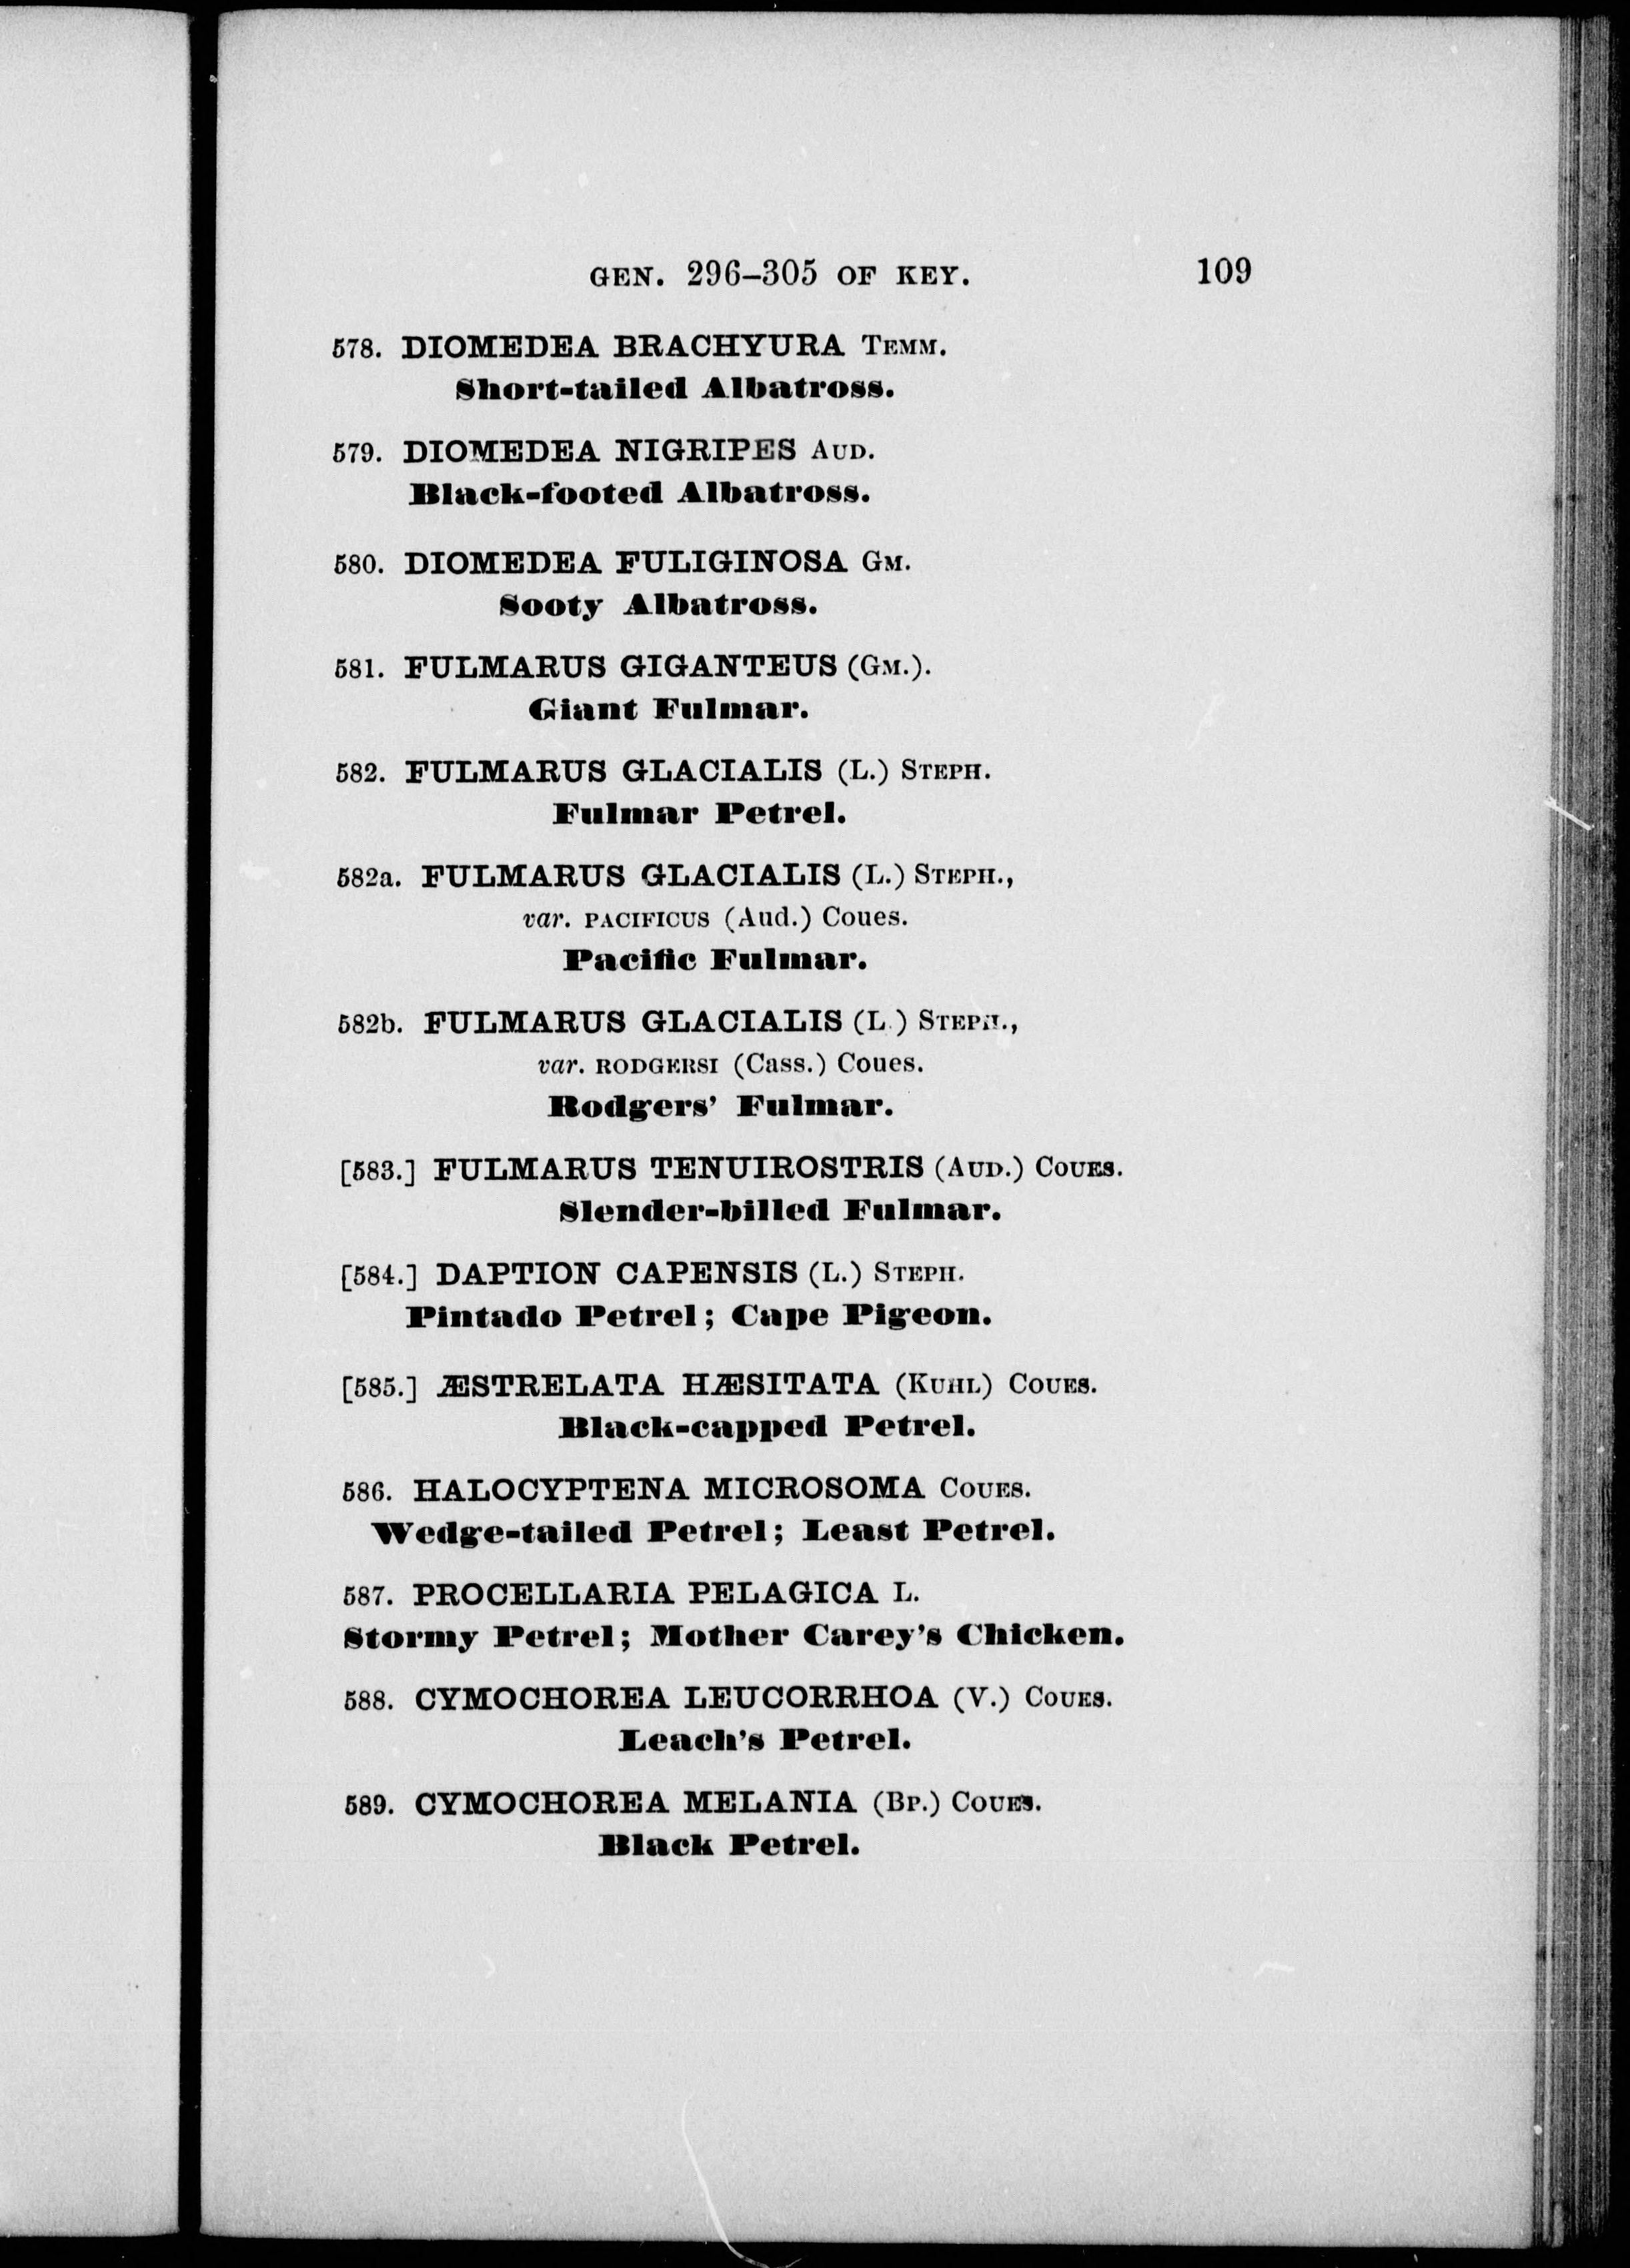 GEN. 296–305 OF KEY. 109
578. DIOMEDEA BRACHYURA TEMM.
Short-tailed Albatross.
579. DIOMEDEA NIGRIPES AUD.
Black-footed Albatross.
580. DIOMEDEA FULIGINOSA GM.
Sooty Albatross.
581. FULMARUS GIGANTEUS (GM.).
Giant Fulmar.
582. FULMARUS GLACIALIS (L.) STEPH.
Fulmar Petrel.
582a. FULMARUS GLACIALIS (L.) STEPH.,
var. PACIFICUS (Aud.) Coues.
Pacific Fulmar.
582b. FULMARUS GLACIALIS (L.) STEPH.,
var. RODGERSI (Cass.) Coues.
Rodgers’ Fulmar.
[583.] FULMARUS TENUIROSTRIS (AUD.) COUES.
Slender-billed Fulmar.
[584.] DAPTION CAPENSIS (L.) STEPH.
Pintado Petrel; Cape Pigeon.
[585.] ÆSTRELATA HÆSITATA (KUHL) COUES.
Black-capped Petrel.
586. HALOCYPTENA MICROSOMA COUES.
Wedge-tailed Petrel; Least Petrel.
587. PROCELLARIA PELAGICA L.
Stormy Petrel; Mother Carey’s Chicken.
588. CYMOCHOREA LEUCORRHOA (V.) COUES.
Leach’s Petrel.
589. CYMOCHOREA MELANIA (BP.) COUES.
Black Petrel.